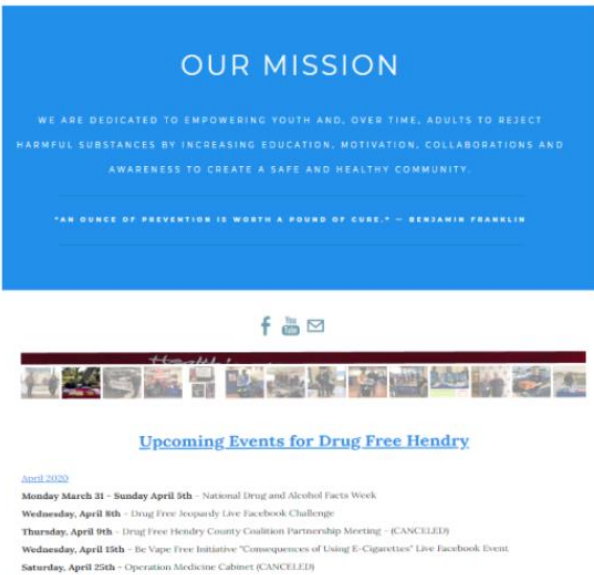 OUR MISSION
WE ARE DEDICATED TO EMPOWERING YOUTH AND, OVER TIME, ADULTS TO REJECT
HARMFUL SUBSTANCES BY INCREASING EDUCATION, MOTIVATION, COLLABORATIONS AND
AWARENESS TO CREATE A SAFE AND HEALTHY COMMUNITY.
"AN OUNCE OF PREVENTION IS WORTH A POUND OF CURE." — BENJAMIN FRANKLIN
You Tube
Upcoming Events for Drug Free Hendry
April 2020
Monday March 31 - Sunday April 5th - National Drug and Alcohol Facts Week
Wednesday, April 8th - Drug Free Jeopardy Live Facebook Challenge
Thursday, April 9th - Drug Free Hendry County Coalition Partnership Meeting - (CANCELED)
Wednesday, April 15th - Be Vape Free Initiative "Consequences of Using E-Cigarettes" Live Facebook Event
Saturday, April 25th - Operation Medicine Cabinet (CANCELED)